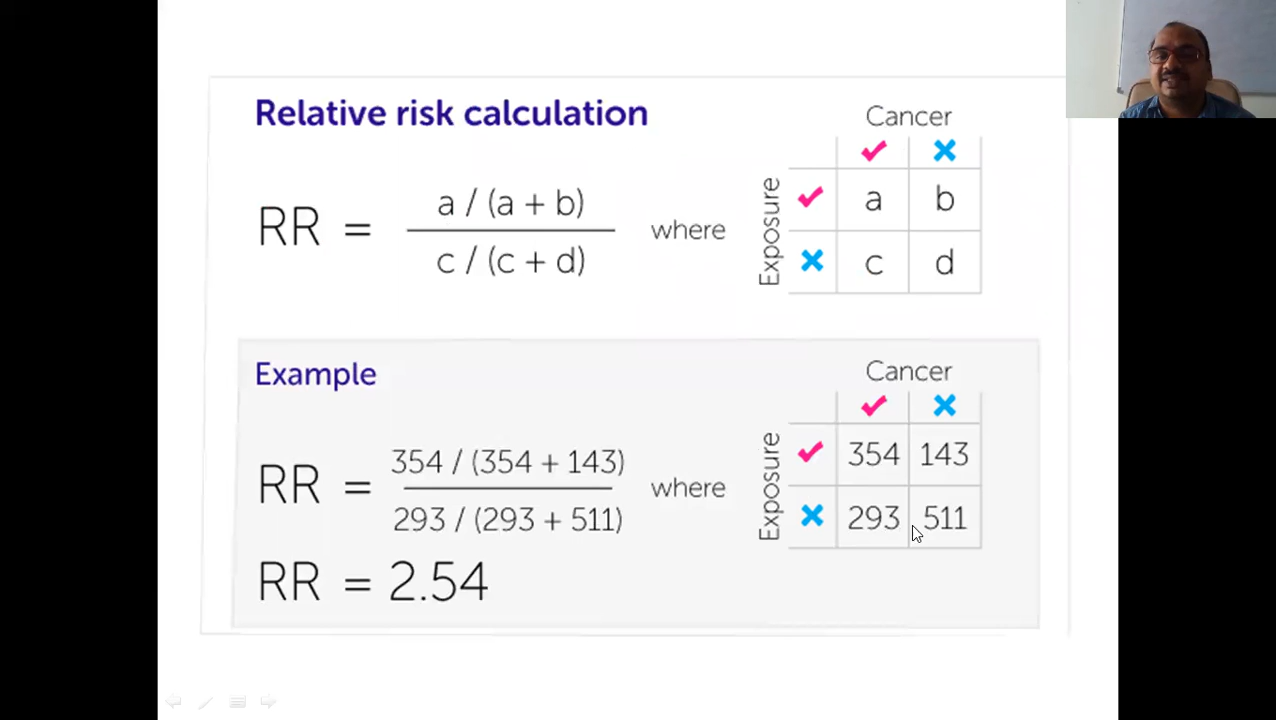 Relative risk calculation
RR = a / (a + b)
c / (c + d)
where
Cancer
✓ ✗
Exposure
✓ a b
✗ c d
Example
RR = 354 / (354 + 143)
293 / (293 + 511)
where
Cancer
✓ ✗
Exposure
✓ 354 143
✗ 293 511
RR = 2.54